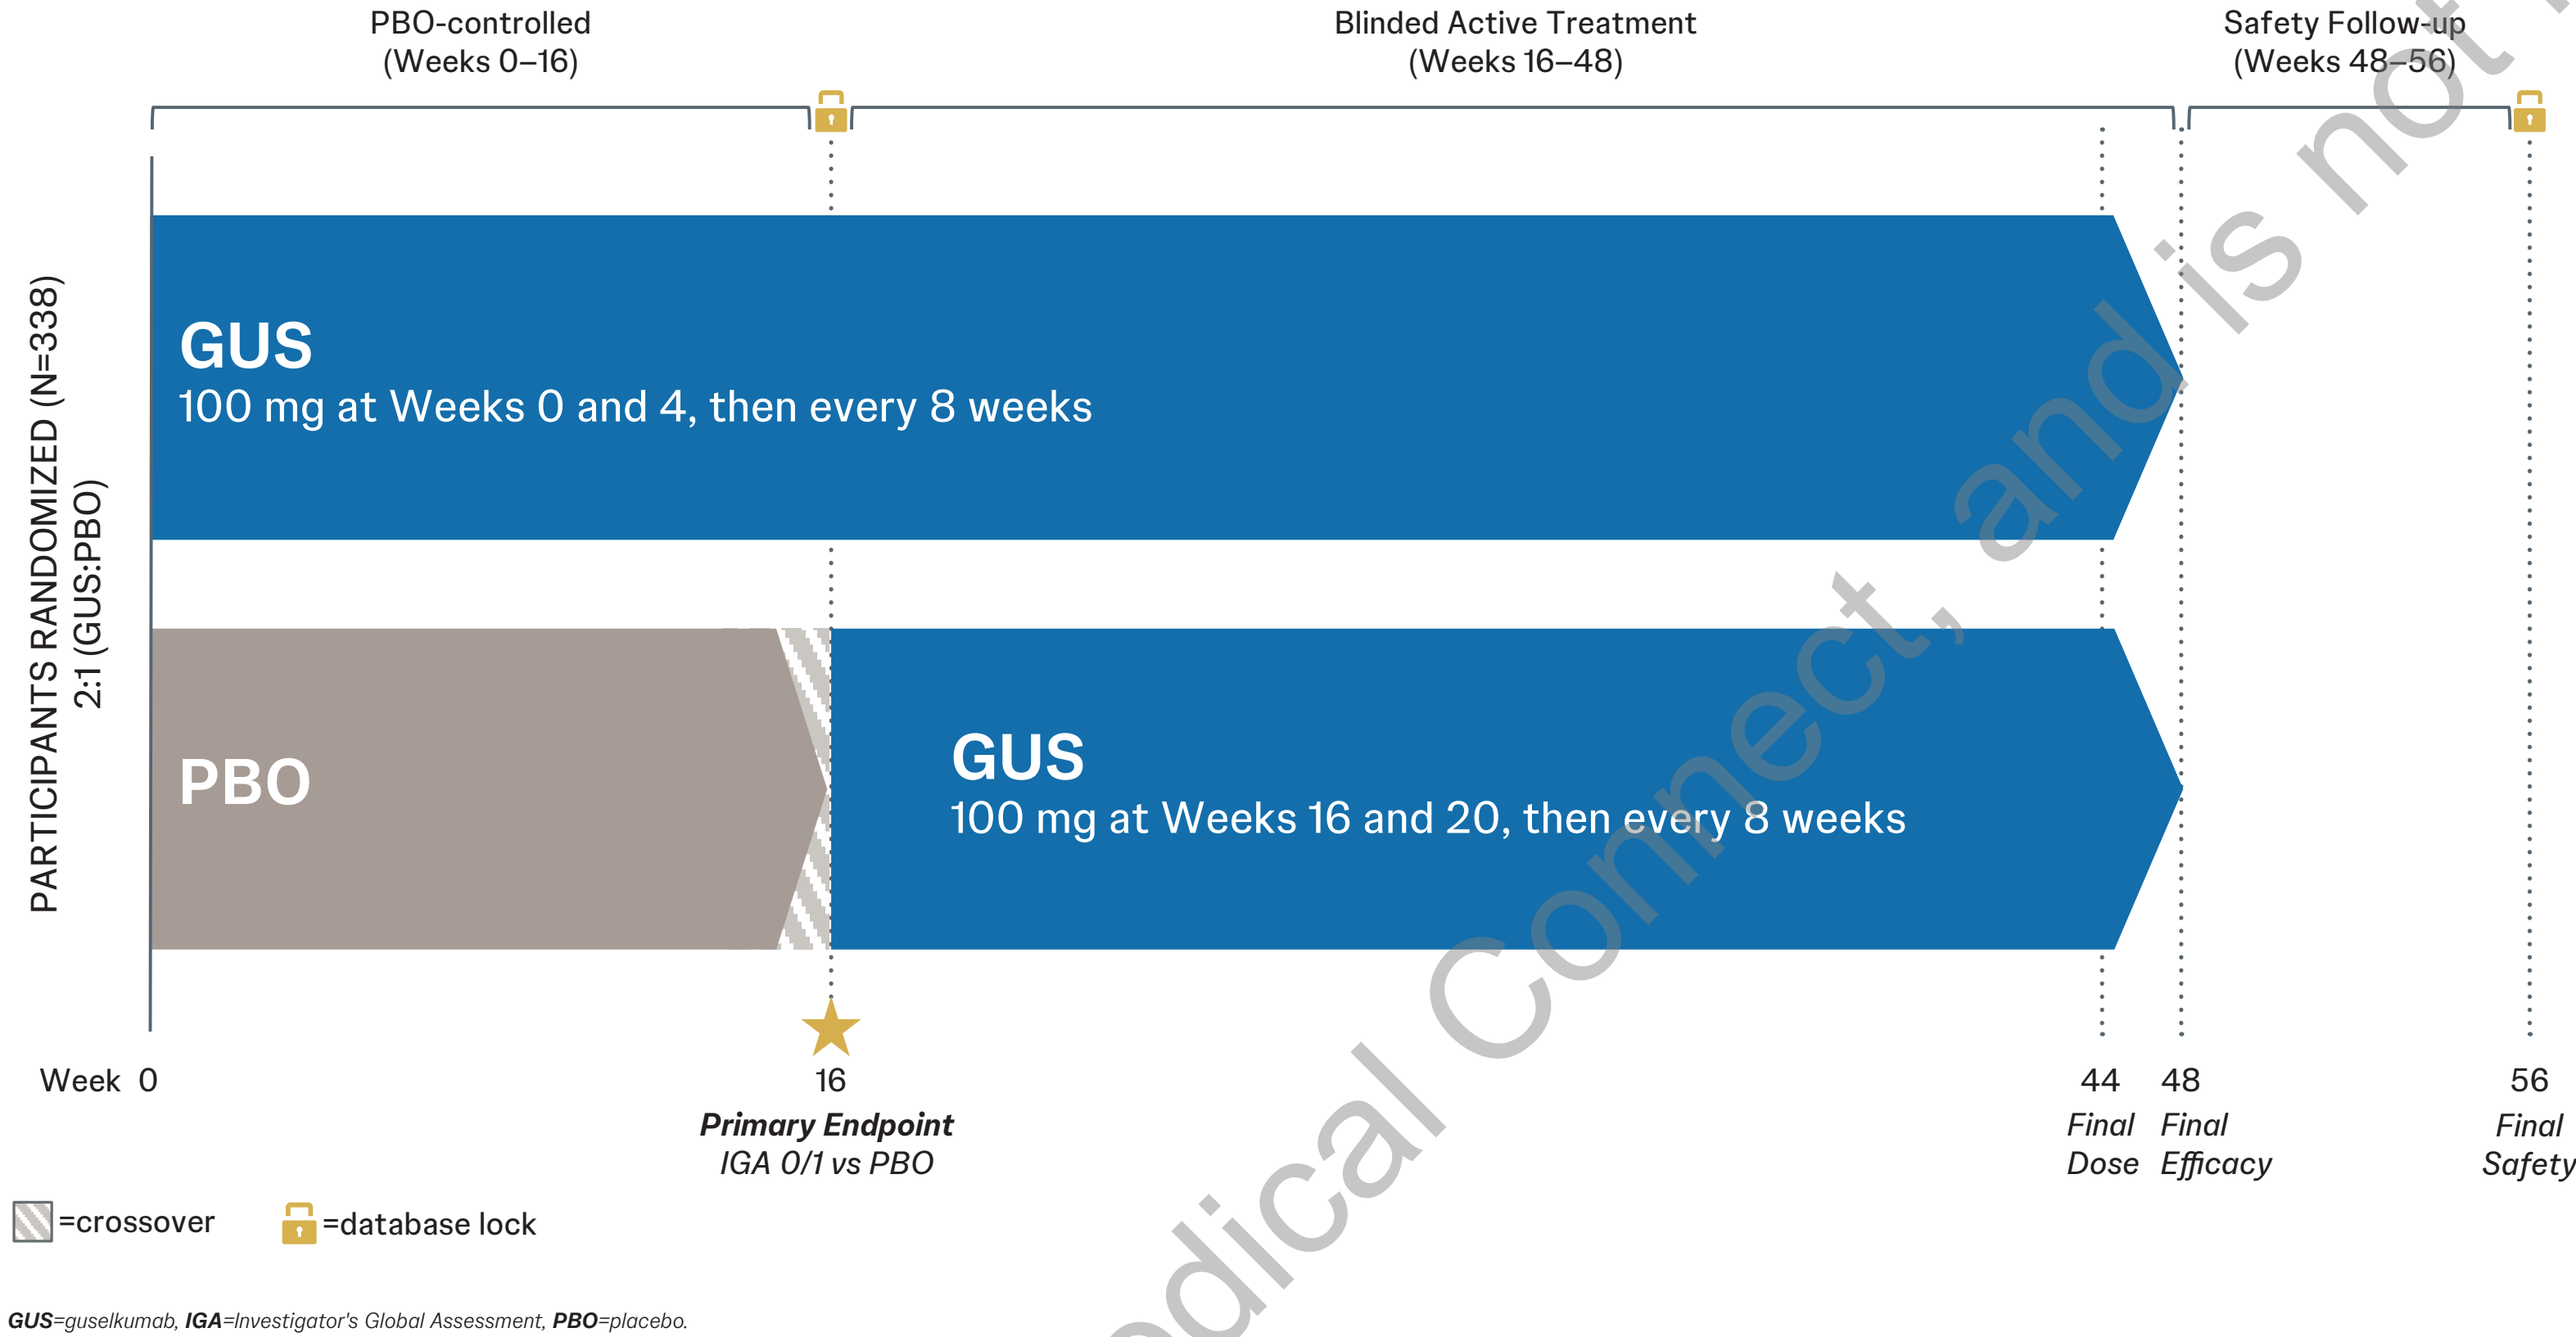 PBO-controlled
(Weeks 0–16)
Blinded Active Treatment
(Weeks 16–48)
Safety Follow-up
(Weeks 48–56)
PARTICIPANTS RANDOMIZED (N=338)
2:1 (GUS:PBO)
GUS
100 mg at Weeks 0 and 4, then every 8 weeks
PBO
GUS
100 mg at Weeks 16 and 20, then every 8 weeks
Week 0
16
44
48
56
Primary Endpoint
IGA 0/1 vs PBO
Final
Dose
Final
Efficacy
Final
Safety
=crossover
=database lock
GUS=guselkumab, IGA=Investigator's Global Assessment, PBO=placebo.
dical Connect, and is not